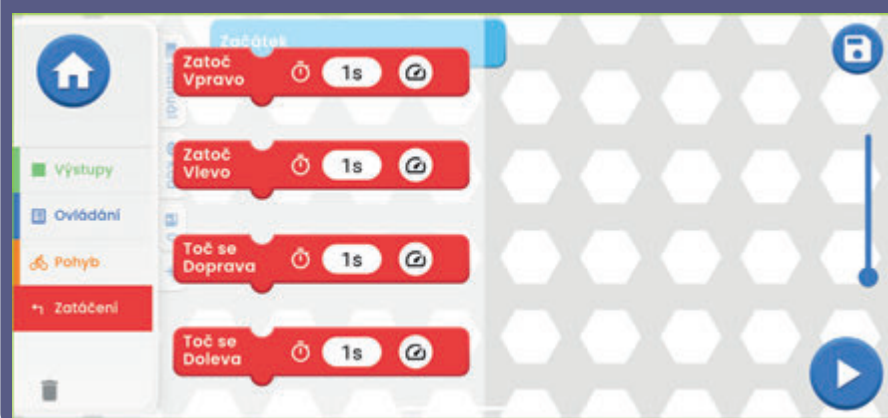 Začátek
Zatoč
Vpravo
1s
Zatoč
Vlevo
1s
Toč se
Doprava
1s
Toč se
Doleva
1s
Výstupy
Ovládání
Pohyb
Zatáčení